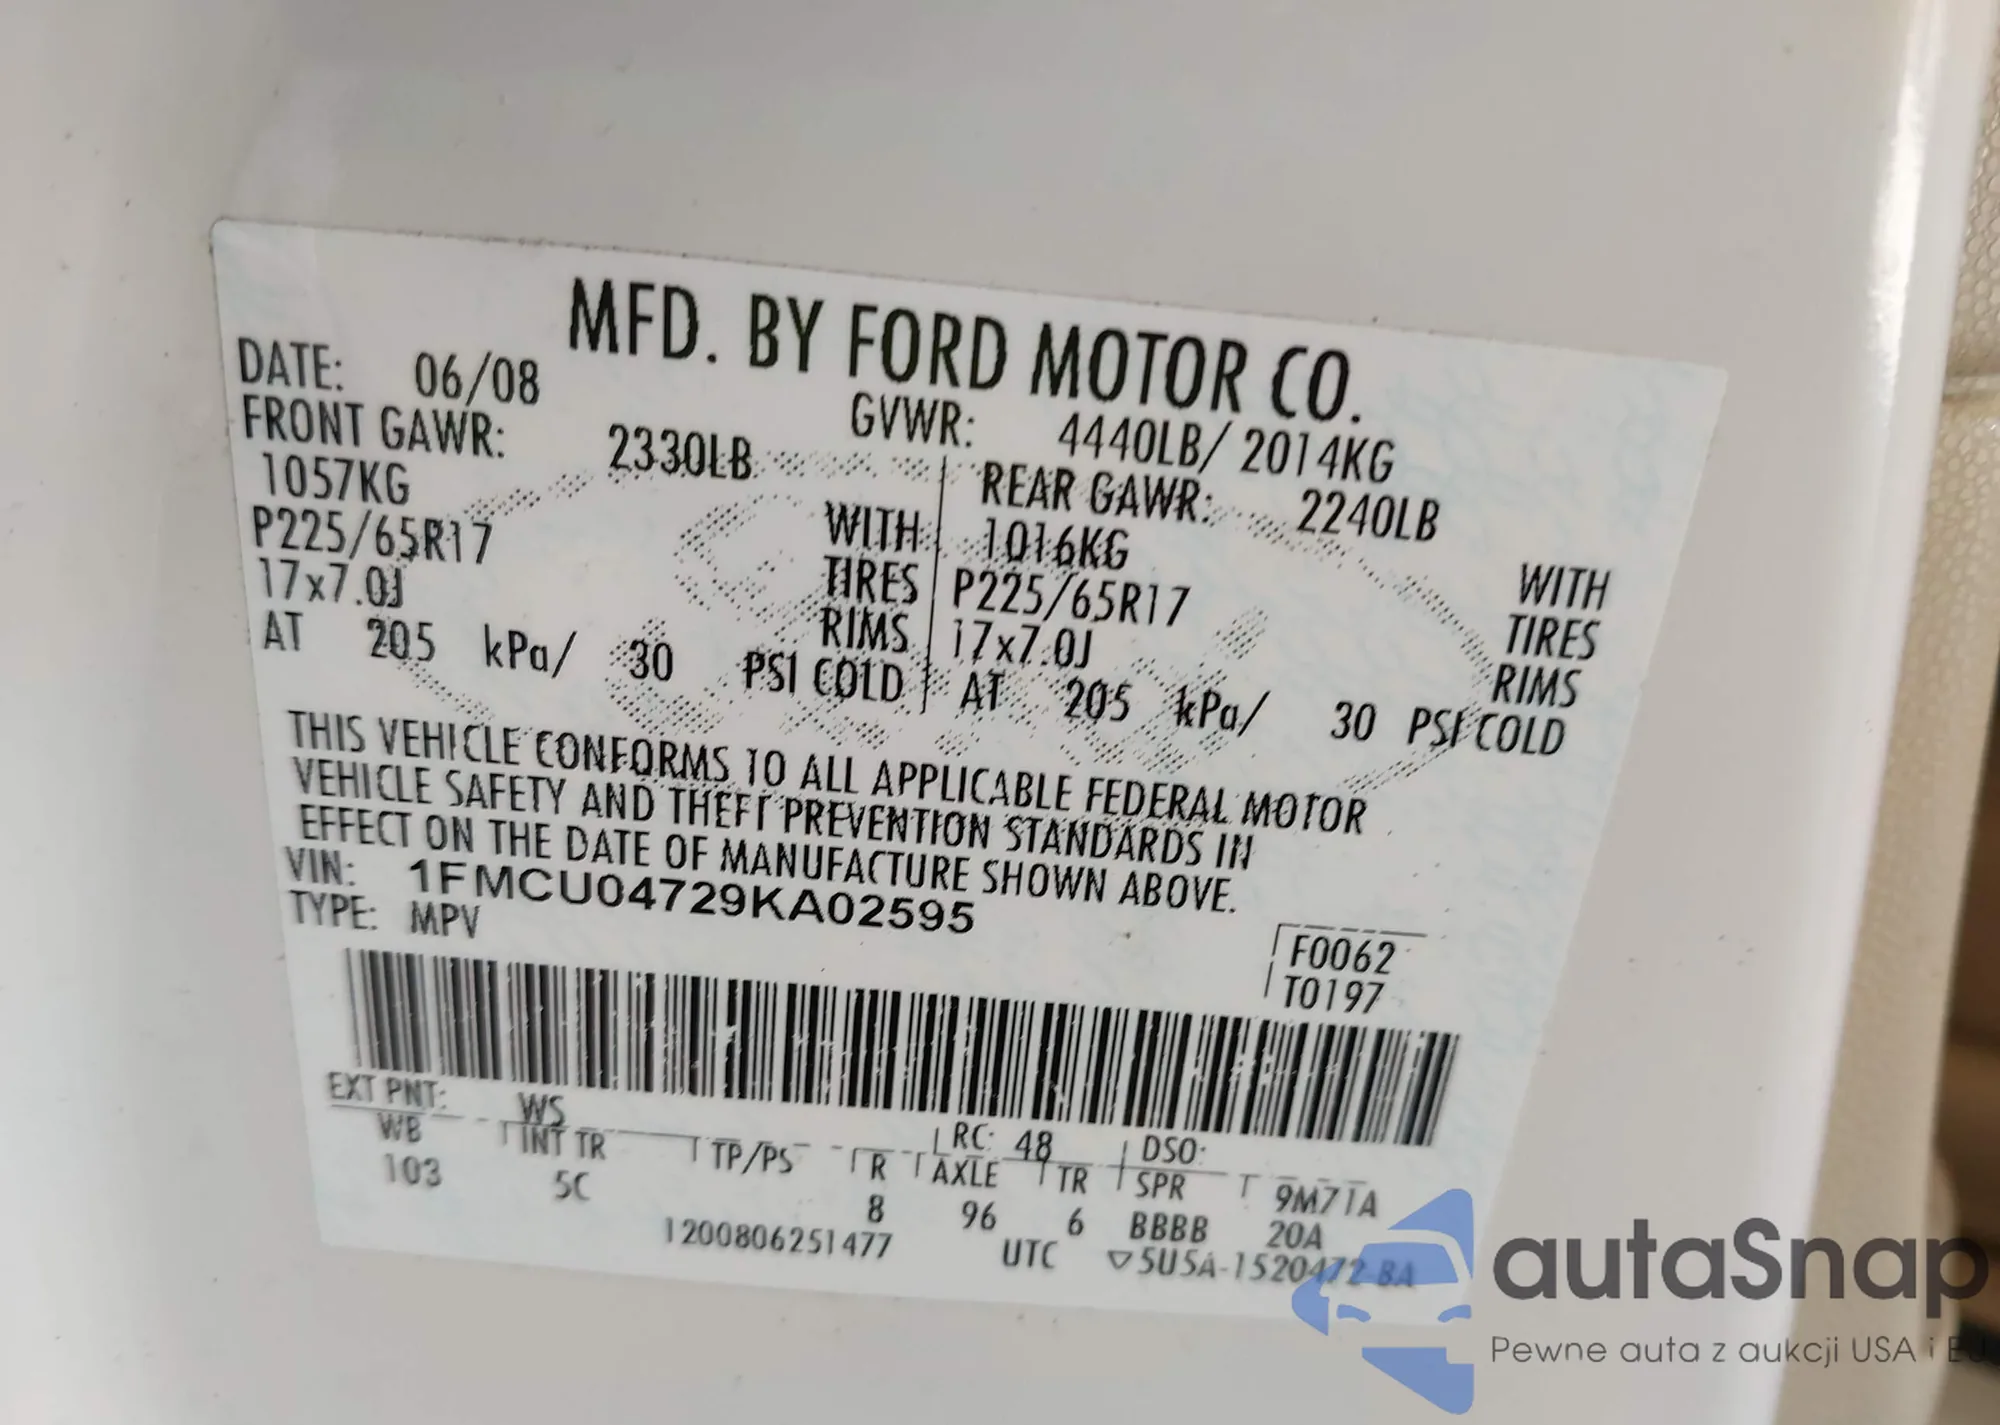 MFD. BY FORD MOTOR CO.
DATE: 06/08 GVWR: 4440LB/ 2014KG
FRONT GAWR: 2330LB REAR GAWR: 2240LB
1057KG WITH 1016KG WITH
P225/65R17 TIRES P225/65R17 TIRES
17x7.0J RIMS 17x7.0J RIMS
AT 205 kPa/ 30 PSI COLD AT 205 kPa/ 30 PSI COLD
THIS VEHICLE CONFORMS TO ALL APPLICABLE FEDERAL MOTOR
VEHICLE SAFETY AND THEFT PREVENTION STANDARDS IN
EFFECT ON THE DATE OF MANUFACTURE SHOWN ABOVE.
VIN: 1FMCU04729KA02595
TYPE: MPV
F0062
T0197
EXT PNT: WS RC: 48 DSO:
WB INT TR TP/PS R AXLE TR SPR 9M71A
103 5C 8 96 6 BBBB 20A
1200806251477 UTC ▽5U5A-1520472-BA
autaSnap
Pewne auta z aukcji USA i EU